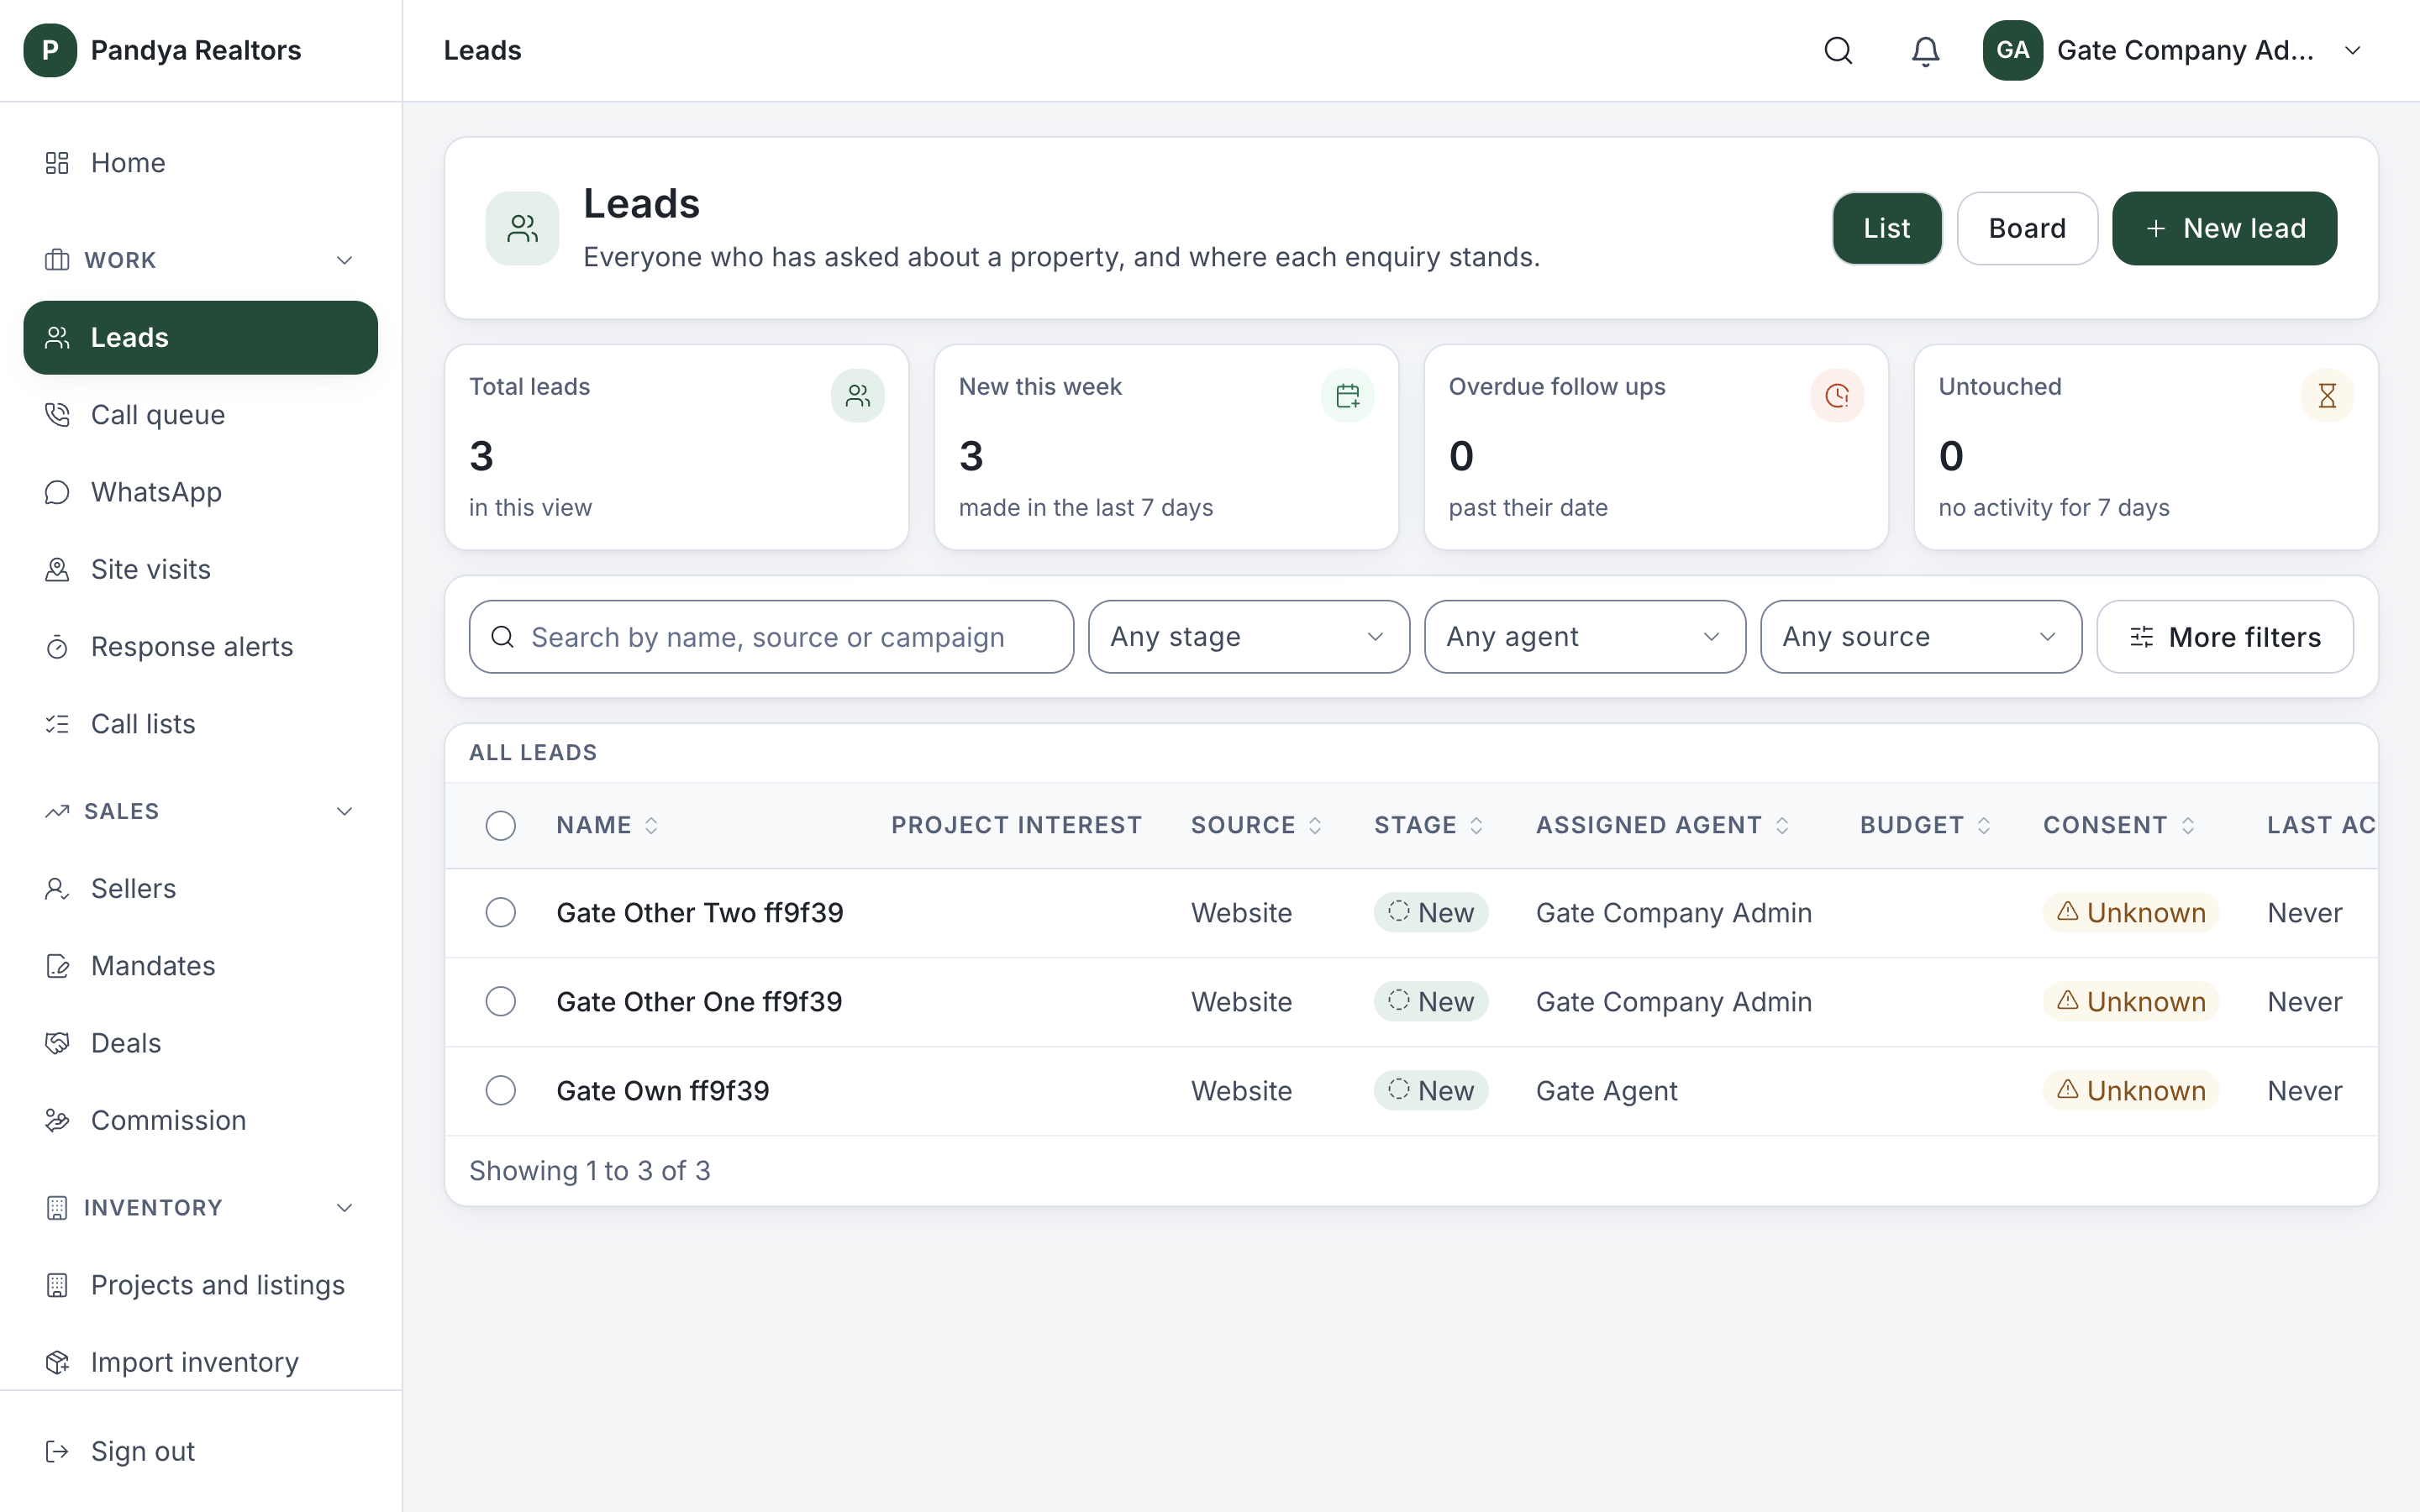 P Pandya Realtors
Leads
GA Gate Company Ad...
Home
WORK
Leads
Call queue
WhatsApp
Site visits
Response alerts
Call lists
SALES
Sellers
Mandates
Deals
Commission
INVENTORY
Projects and listings
Import inventory
Sign out
Leads
Everyone who has asked about a property, and where each enquiry stands.
List
Board
New lead
Total leads
3
in this view
New this week
3
made in the last 7 days
Overdue follow ups
0
past their date
Untouched
0
no activity for 7 days
Search by name, source or campaign
Any stage
Any agent
Any source
More filters
ALL LEADS
NAME PROJECT INTEREST SOURCE STAGE ASSIGNED AGENT BUDGET CONSENT LAST AC
Gate Other Two ff9f39 Website New Gate Company Admin Unknown Never
Gate Other One ff9f39 Website New Gate Company Admin Unknown Never
Gate Own ff9f39 Website New Gate Agent Unknown Never
Showing 1 to 3 of 3